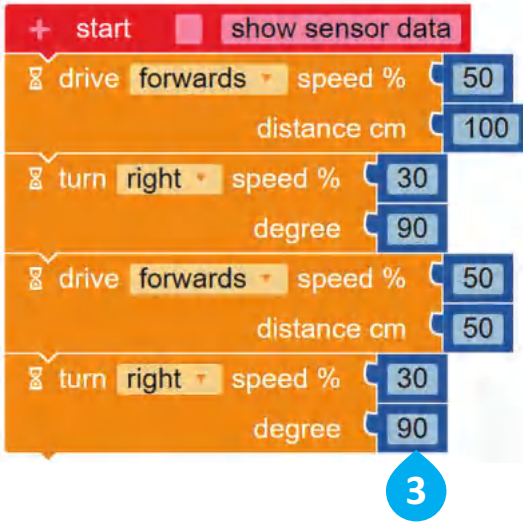 + start show sensor data
drive forwards speed % 50
distance cm 100
turn right speed % 30
degree 90
drive forwards speed % 50
distance cm 50
turn right speed % 30
degree 90
3